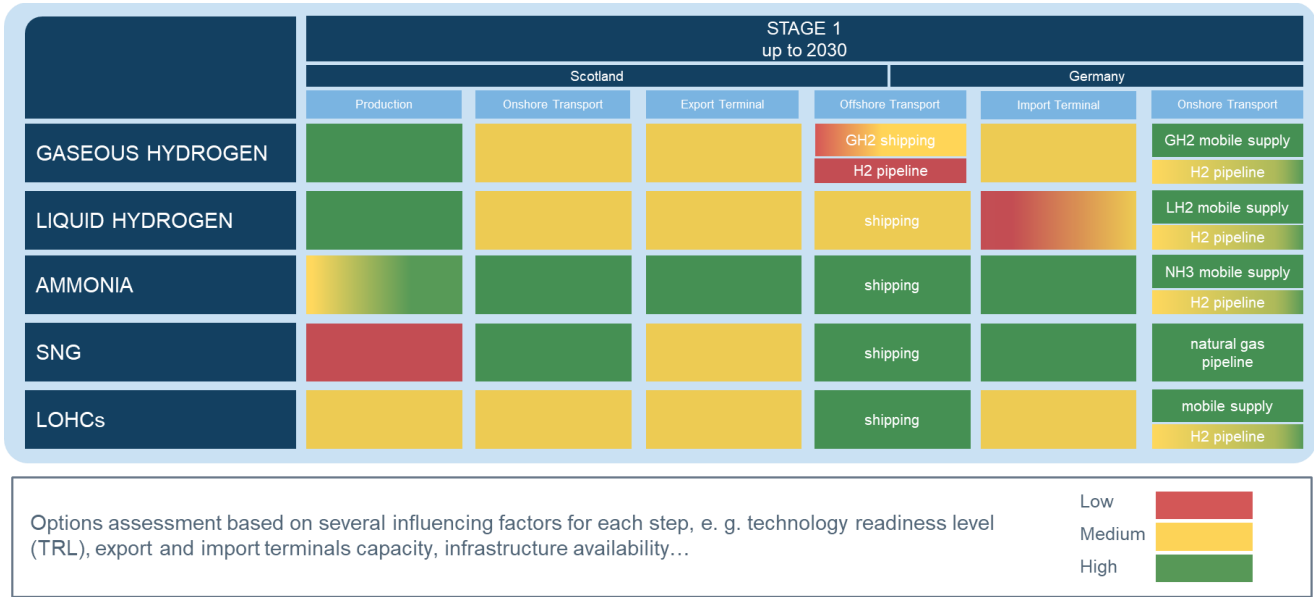 STAGE 1
up to 2030
Scotland
Germany
Production
Onshore Transport
Export Terminal
Offshore Transport
Import Terminal
Onshore Transport
GASEOUS HYDROGEN
GH2 shipping
H2 pipeline
GH2 mobile supply
H2 pipeline
LIQUID HYDROGEN
shipping
LH2 mobile supply
H2 pipeline
AMMONIA
shipping
NH3 mobile supply
H2 pipeline
SNG
shipping
natural gas
pipeline
LOHCs
shipping
mobile supply
H2 pipeline
Options assessment based on several influencing factors for each step, e. g. technology readiness level
(TRL), export and import terminals capacity, infrastructure availability…
Low
Medium
High